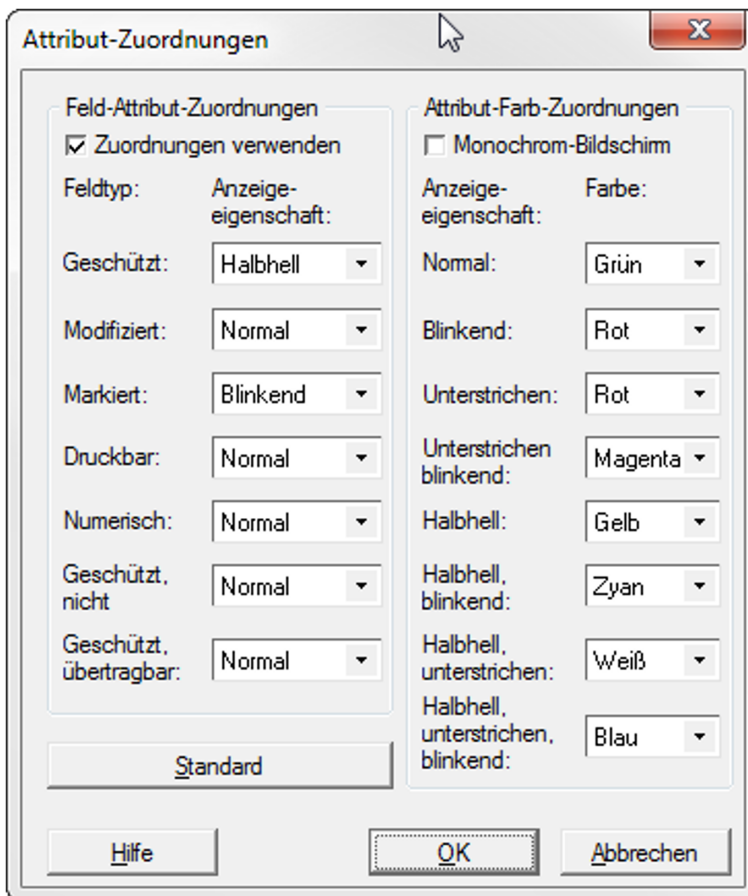 Attribut-Zuordnungen
Feld-Attribut-Zuordnungen
Zuordnungen verwenden
Feldtyp:
Anzeige-
eigenschaft:
Geschützt:
Halbhell
Modifiziert:
Normal
Markiert:
Blinkend
Druckbar:
Normal
Numerisch:
Normal
Geschützt,
nicht
Normal
Geschützt,
übertragbar:
Normal
Standard
Attribut-Farb-Zuordnungen
Monochrom-Bildschirm
Anzeige-
eigenschaft:
Farbe:
Normal:
Grün
Blinkend:
Rot
Unterstrichen:
Rot
Unterstrichen
blinkend:
Magenta
Halbhell:
Gelb
Halbhell,
blinkend:
Zyan
Halbhell,
unterstrichen:
Weiß
Halbhell,
unterstrichen,
blinkend:
Blau
Hilfe
OK
Abbrechen